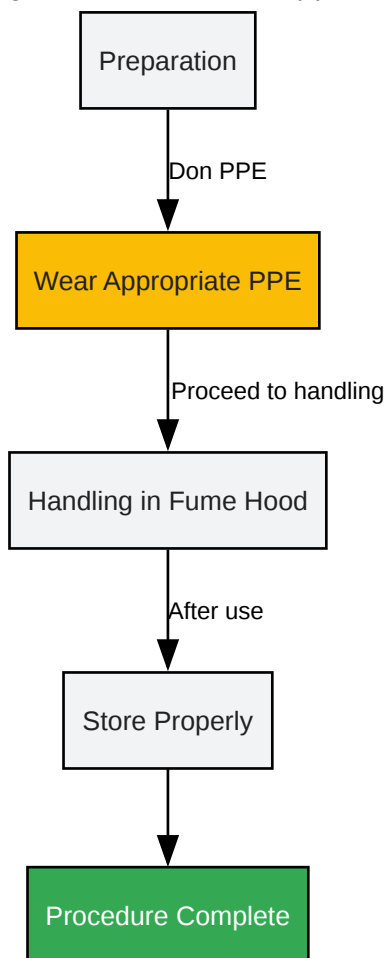 Preparation
Don PPE
Wear Appropriate PPE
Proceed to handling
Handling in Fume Hood
After use
Store Properly
Procedure Complete